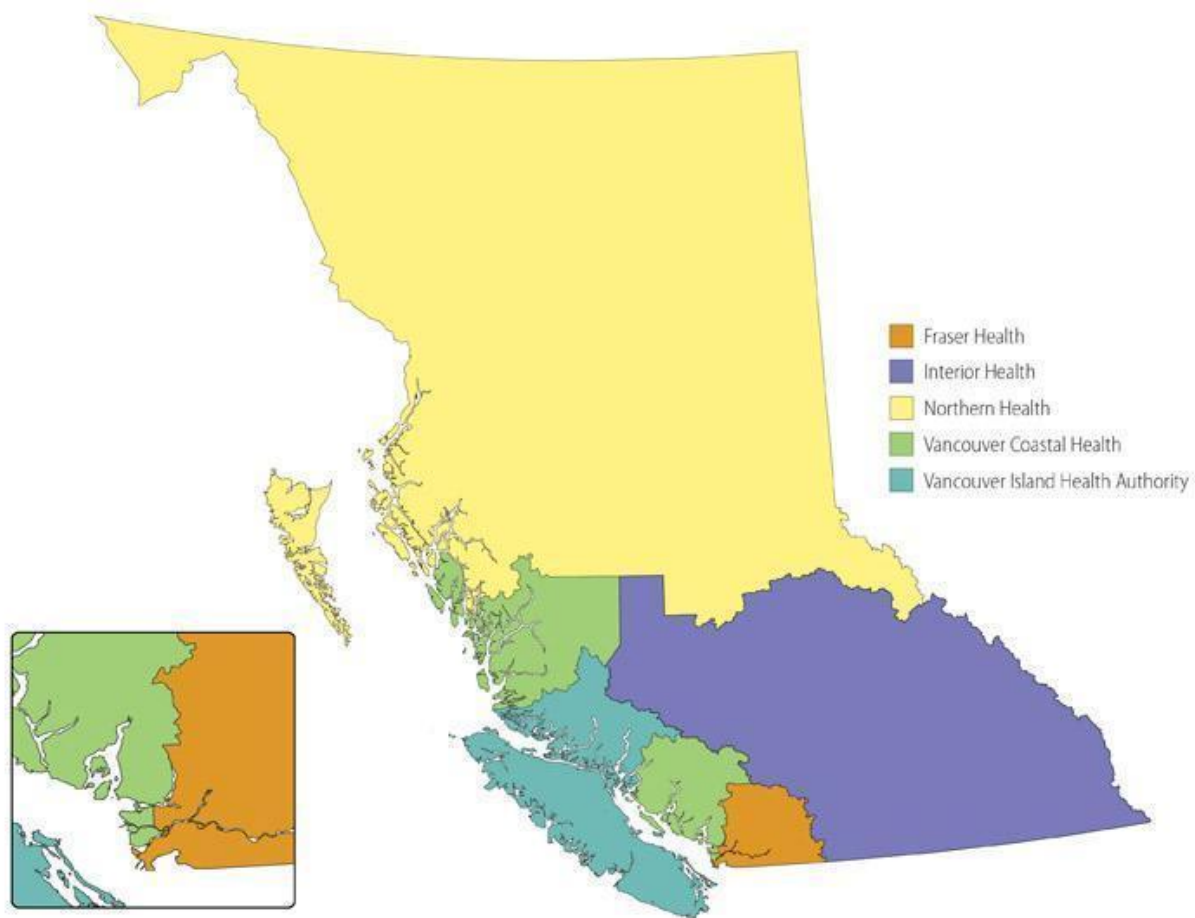 Fraser Health
Interior Health
Northern Health
Vancouver Coastal Health
Vancouver Island Health Authority